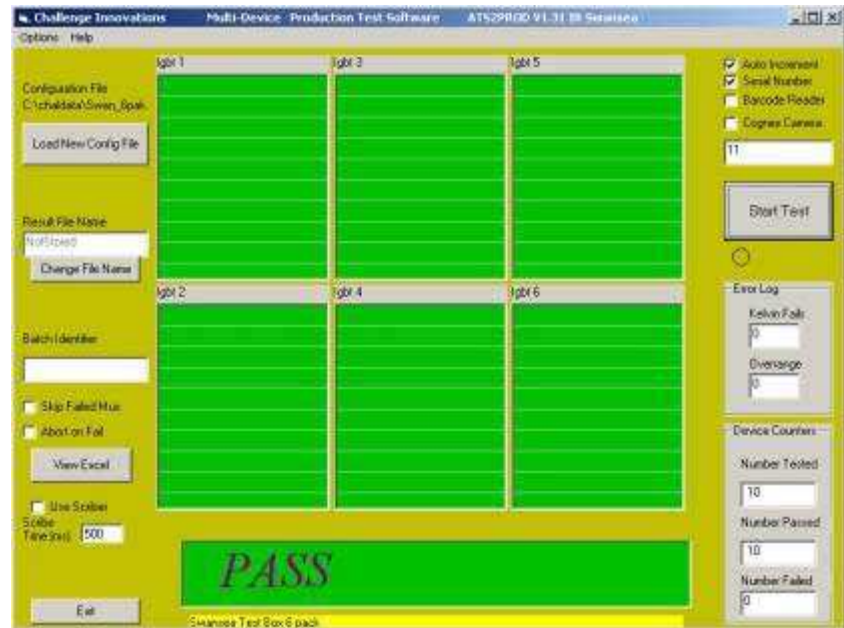 Challenge Innovations Multi-Device Production Test Software ATS2PROD V1.31 IR Swansea
Options Help
Configuration File
C:\chaldata\Swan_6pak.
Load New Config File
Result File Name
NotStored
Change File Name
Batch Identifier
Skip Failed Mux
Abort on Fail
View Excel
Use Scriber
Scribe
Time (ms) 500
Exit
Igbt 1
Igbt 3
Igbt 5
Igbt 2
Igbt 4
Igbt 6
PASS
Swansea Test Box 6 pack
Auto Increment
Serial Number
Barcode Reader
Cognex Camera
11
Start Test
Error Log
Kelvin Fails
0
Overrange
0
Device Counters
Number Tested
10
Number Passed
10
Number Failed
0